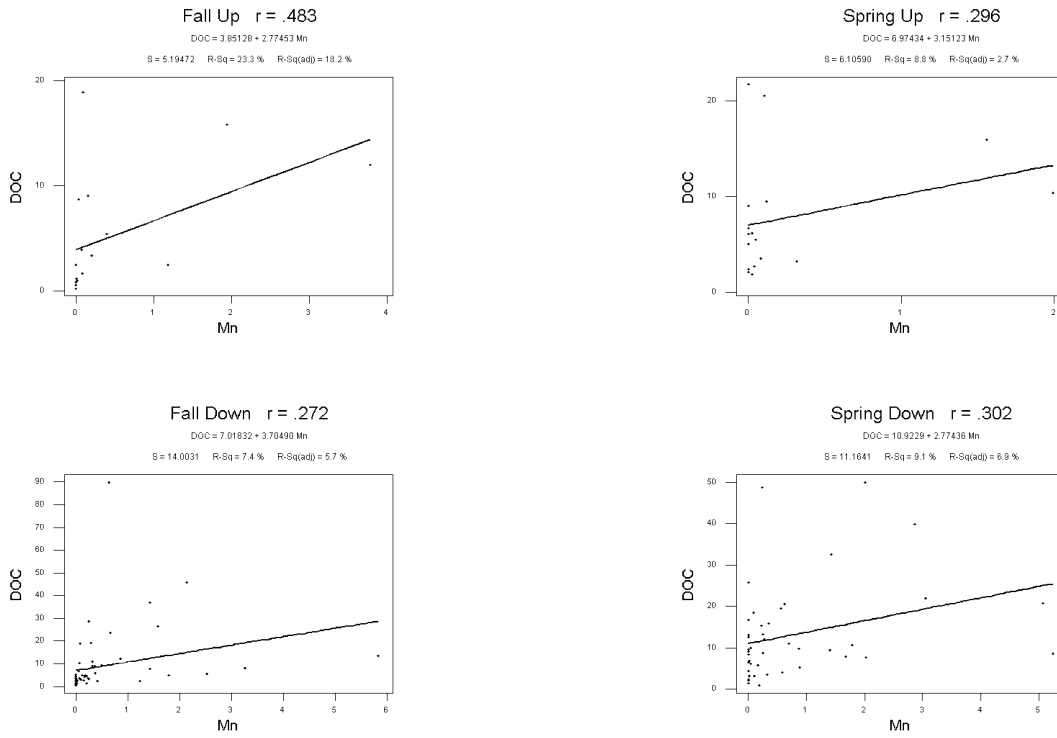 Fall Up r = .483
DOC = 3.85128 + 2.77453 Mn
S = 5.19472 R-Sq = 23.3 % R-Sq(adj) = 18.2 %
20
10
0
DOC
0 1 2 3 4
Mn
Spring Up r = .296
DOC = 6.97434 + 3.15123 Mn
S = 6.10590 R-Sq = 8.8 % R-Sq(adj) = 2.7 %
20
10
0
DOC
0 1 2
Mn
Fall Down r = .272
DOC = 7.01832 + 3.70490 Mn
S = 14.0031 R-Sq = 7.4 % R-Sq(adj) = 5.7 %
90
80
70
60
50
40
30
20
10
0
DOC
0 1 2 3 4 5 6
Mn
Spring Down r = .302
DOC = 10.9229 + 2.77436 Mn
S = 11.1641 R-Sq = 9.1 % R-Sq(adj) = 6.9 %
50
40
30
20
10
0
DOC
0 1 2 3 4 5
Mn